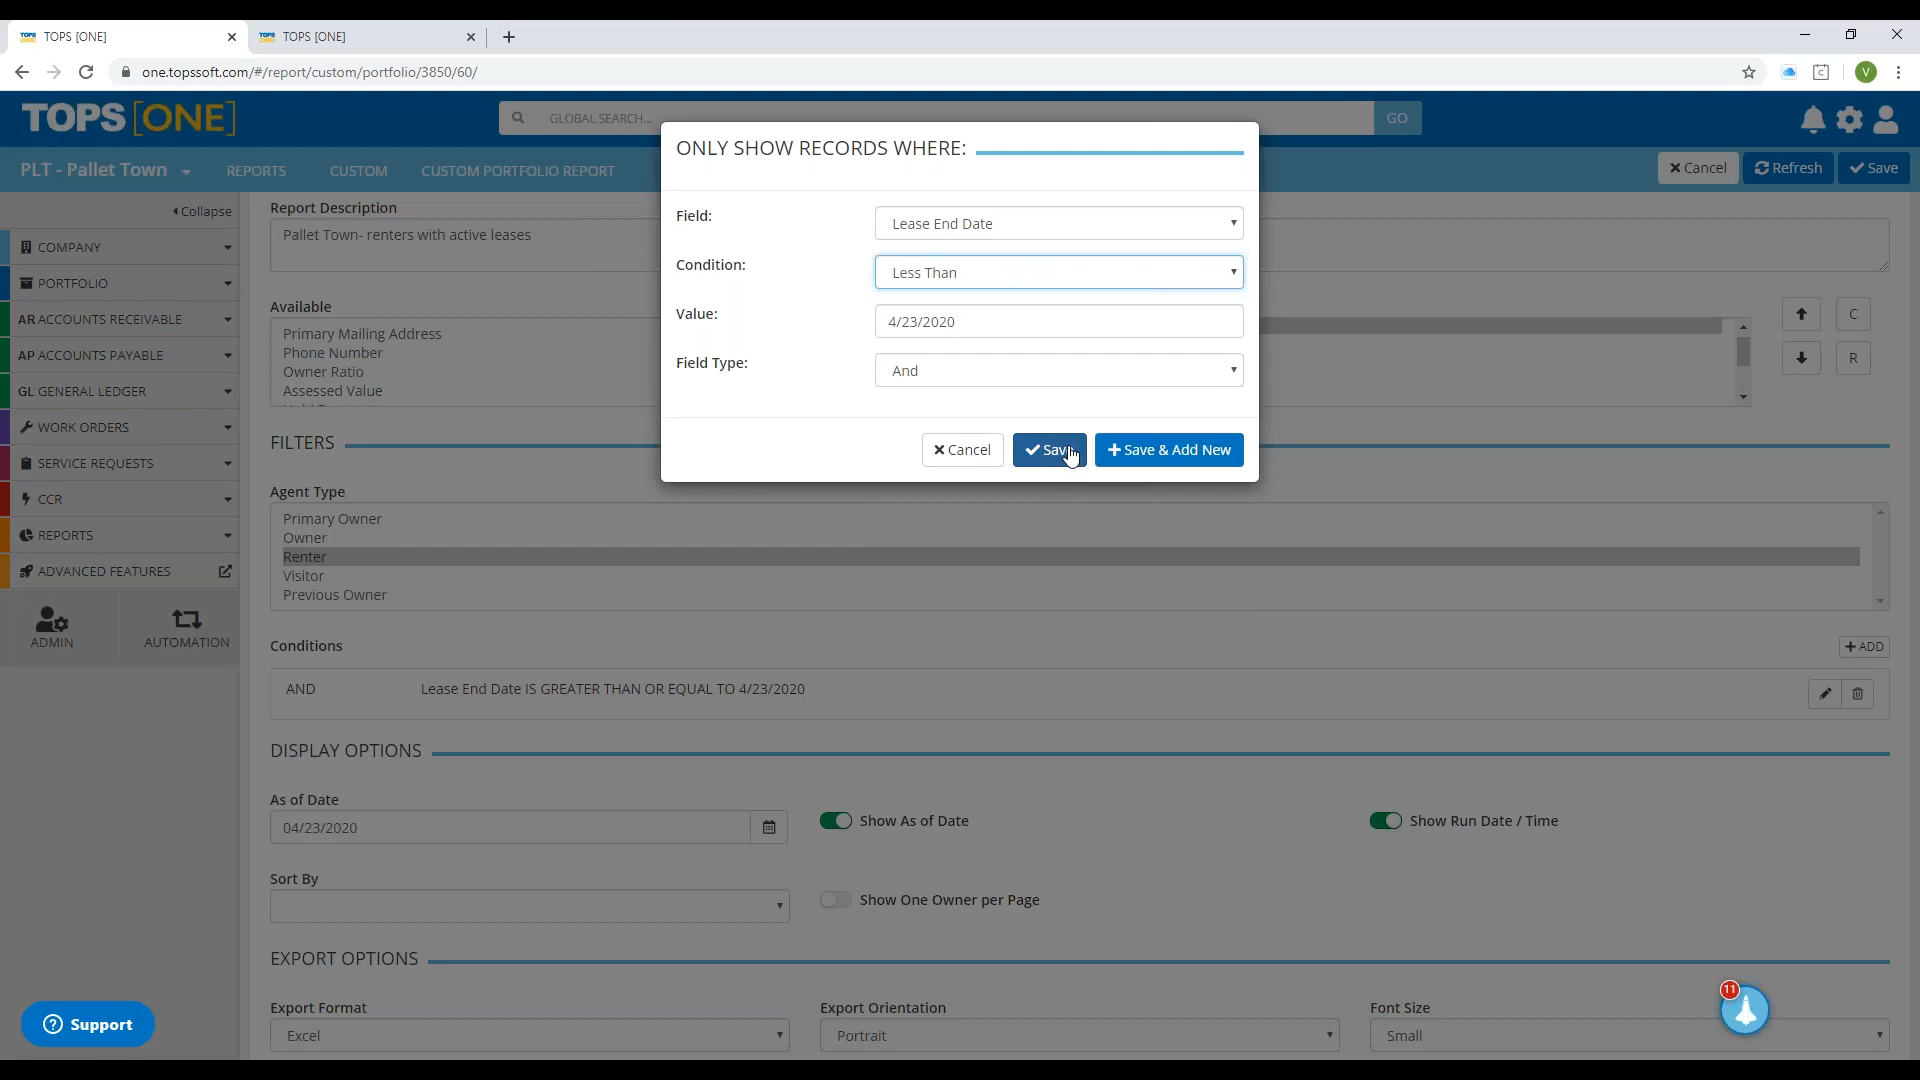 TOPS [ONE]
TOPS [ONE]
one.topssoft.com/#/report/custom/portfolio/3850/60/
V
TOPS [ONE]
GLOBAL SEARCH...
GO
PLT - Pallet Town
REPORTS
CUSTOM
CUSTOM PORTFOLIO REPORT
Cancel
Refresh
Save
Collapse
COMPANY
PORTFOLIO
AR ACCOUNTS RECEIVABLE
AP ACCOUNTS PAYABLE
GL GENERAL LEDGER
WORK ORDERS
SERVICE REQUESTS
CCR
REPORTS
ADVANCED FEATURES
ADMIN
AUTOMATION
Support
ONLY SHOW RECORDS WHERE:
Field:
Lease End Date
Condition:
Less Than
Value:
4/23/2020
Field Type:
And
Cancel
Sav
Save & Add New
Report Description
Pallet Town- renters with active leases
Available
Primary Mailing Address
Phone Number
Owner Ratio
Assessed Value
C
R
FILTERS
Agent Type
Primary Owner
Owner
Renter
Visitor
Previous Owner
Conditions
ADD
AND
Lease End Date IS GREATER THAN OR EQUAL TO 4/23/2020
DISPLAY OPTIONS
As of Date
04/23/2020
Show As of Date
Show Run Date / Time
Sort By
Show One Owner per Page
EXPORT OPTIONS
Export Format
Excel
Export Orientation
Portrait
Font Size
Small
11